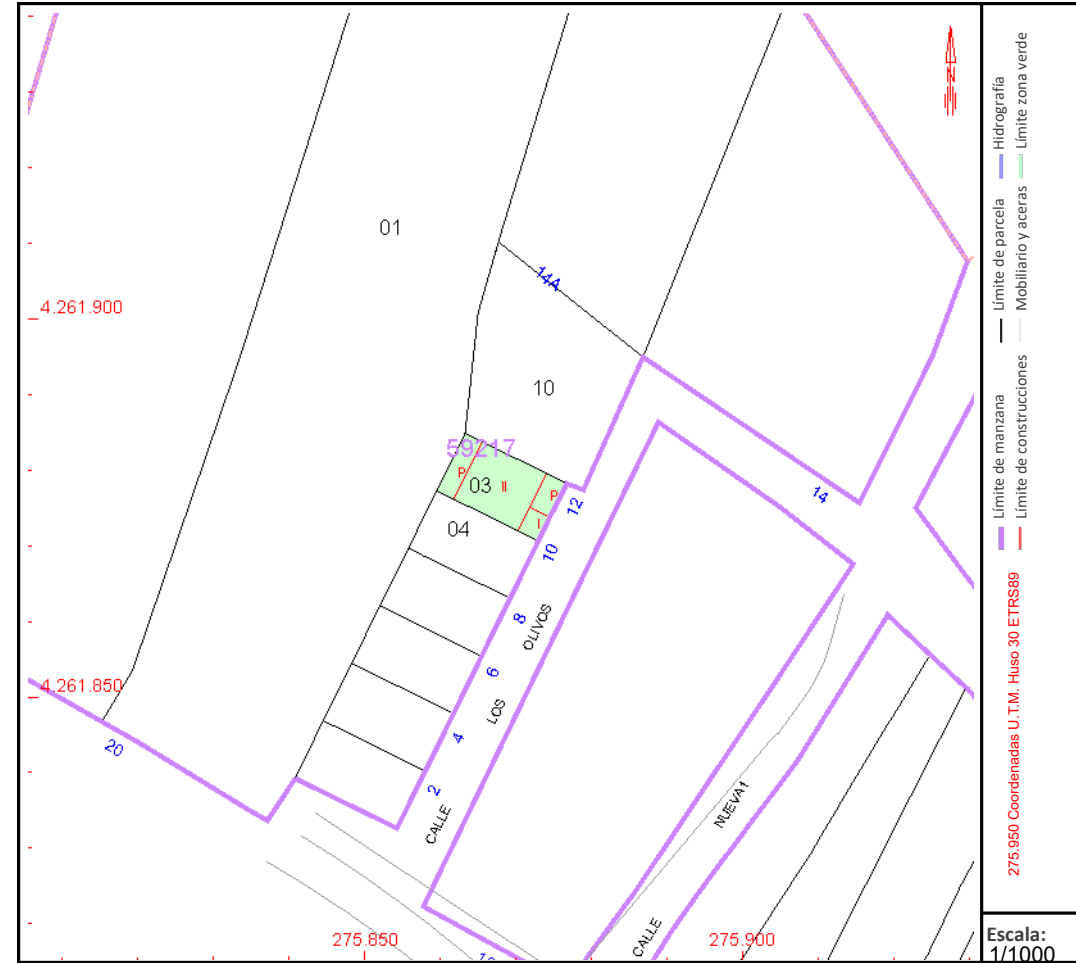 01
14A
4.261.900
10
59217
P
03
II
P
I
12
14
04
10
8
OLIVOS
6
LOS
4
4.261.850
20
2
CALLE
NUEVA1
CALLE
275.850
275.900
N
Hidrografía
Límite zona verde
Límite de parcela
Mobiliario y aceras
Límite de manzana
Límite de construcciones
275.950 Coordenadas U.T.M. Huso 30 ETRS89
Escala:
1/1000